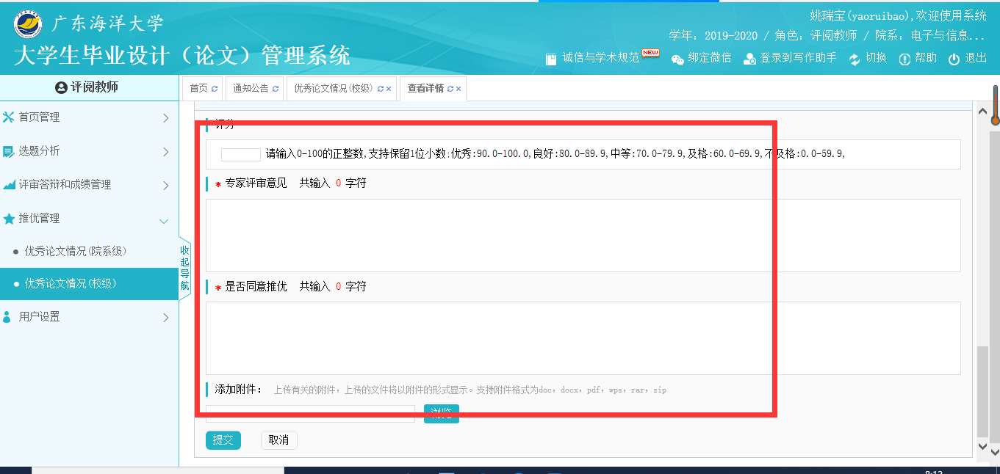 广东海洋大学
大学生毕业设计（论文）管理系统
姚瑞宝(yaoruibao),欢迎使用系统
学年: 2019-2020 / 角色: 评阅教师 / 院系: 电子与信息...
诚信与学术规范 NEW 绑定微信 登录到写作助手 切换 帮助 退出
评阅教师
首页 通知公告 优秀论文情况(校级) × 查看详情 ×
首页管理
选题分析
评审答辩和成绩管理
推优管理
优秀论文情况(院系级)
优秀论文情况(校级)
用户设置
收起导航
评分
请输入0-100的正整数,支持保留1位小数:优秀:90.0-100.0,良好:80.0-89.9,中等:70.0-79.9,及格:60.0-69.9,不及格:0.0-59.9,
* 专家评审意见 共输入 0 字符
* 是否同意推优 共输入 0 字符
添加附件： 上传有关的附件，上传的文件将以附件的形式显示。支持附件格式为doc, docx, pdf, wps, rar, zip
浏览
提交 取消